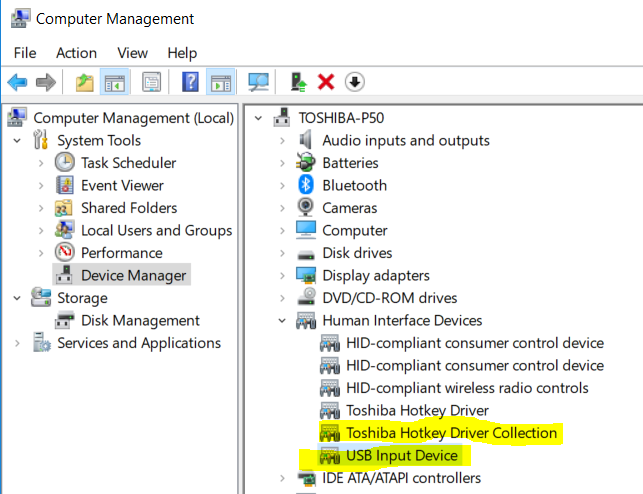 Computer Management
File Action View Help
Computer Management (Local)
System Tools
Task Scheduler
Event Viewer
Shared Folders
Local Users and Groups
Performance
Device Manager
Storage
Disk Management
Services and Applications
TOSHIBA-P50
Audio inputs and outputs
Batteries
Bluetooth
Cameras
Computer
Disk drives
Display adapters
DVD/CD-ROM drives
Human Interface Devices
HID-compliant consumer control device
HID-compliant consumer control device
HID-compliant wireless radio controls
Toshiba Hotkey Driver
Toshiba Hotkey Driver Collection
USB Input Device
IDE ATA/ATAPI controllers